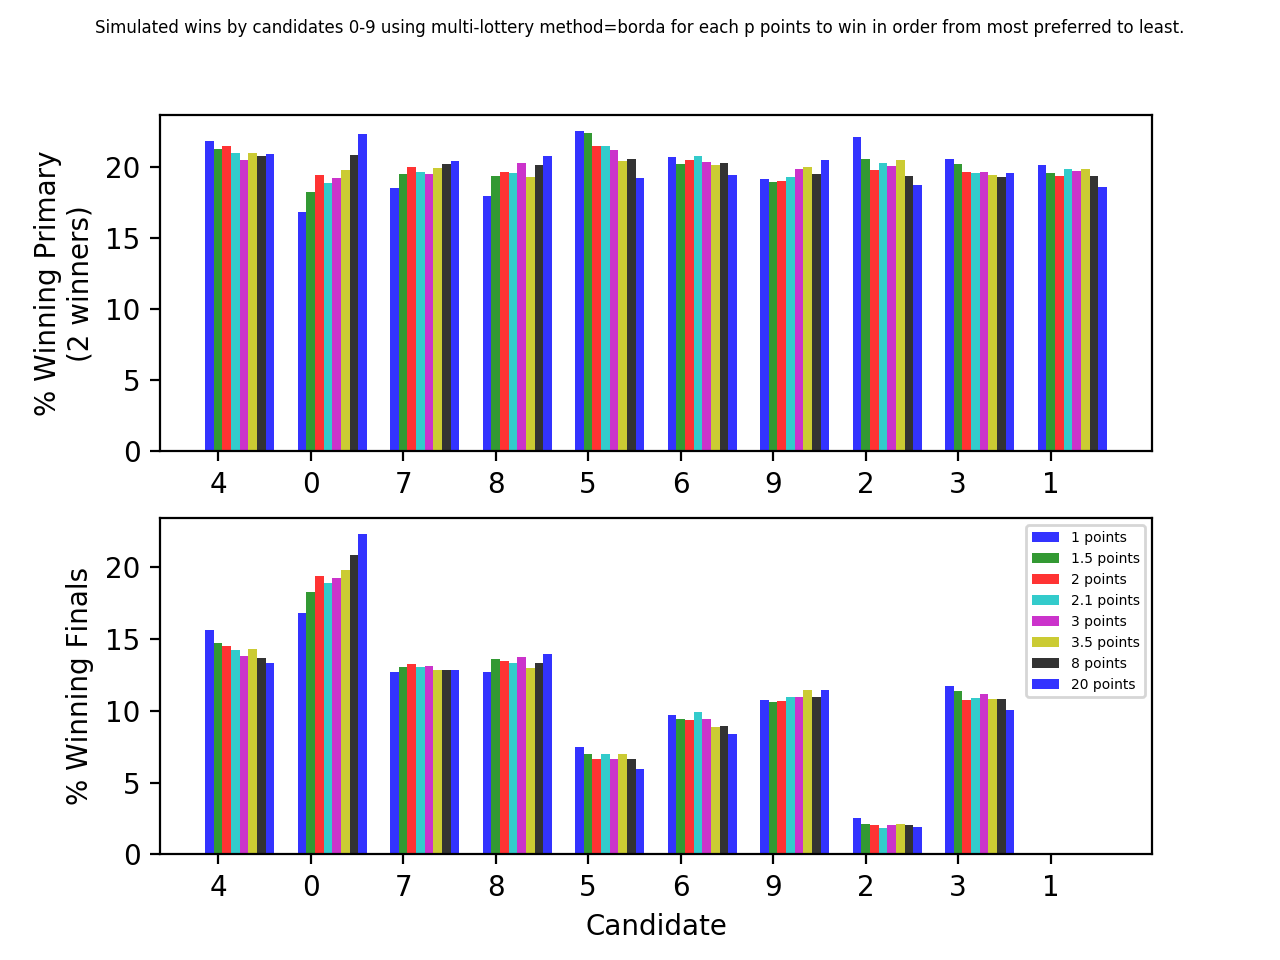 Simulated wins by candidates 0-9 using multi-lottery method=borda for each p points to win in order from most preferred to least.
% Winning Primary
(2 winners)
20
15
10
5
0
4 0 7 8 5 6 9 2 3 1
% Winning Finals
20
15
10
5
0
1 points
1.5 points
2 points
2.1 points
3 points
3.5 points
8 points
20 points
4 0 7 8 5 6 9 2 3 1
Candidate